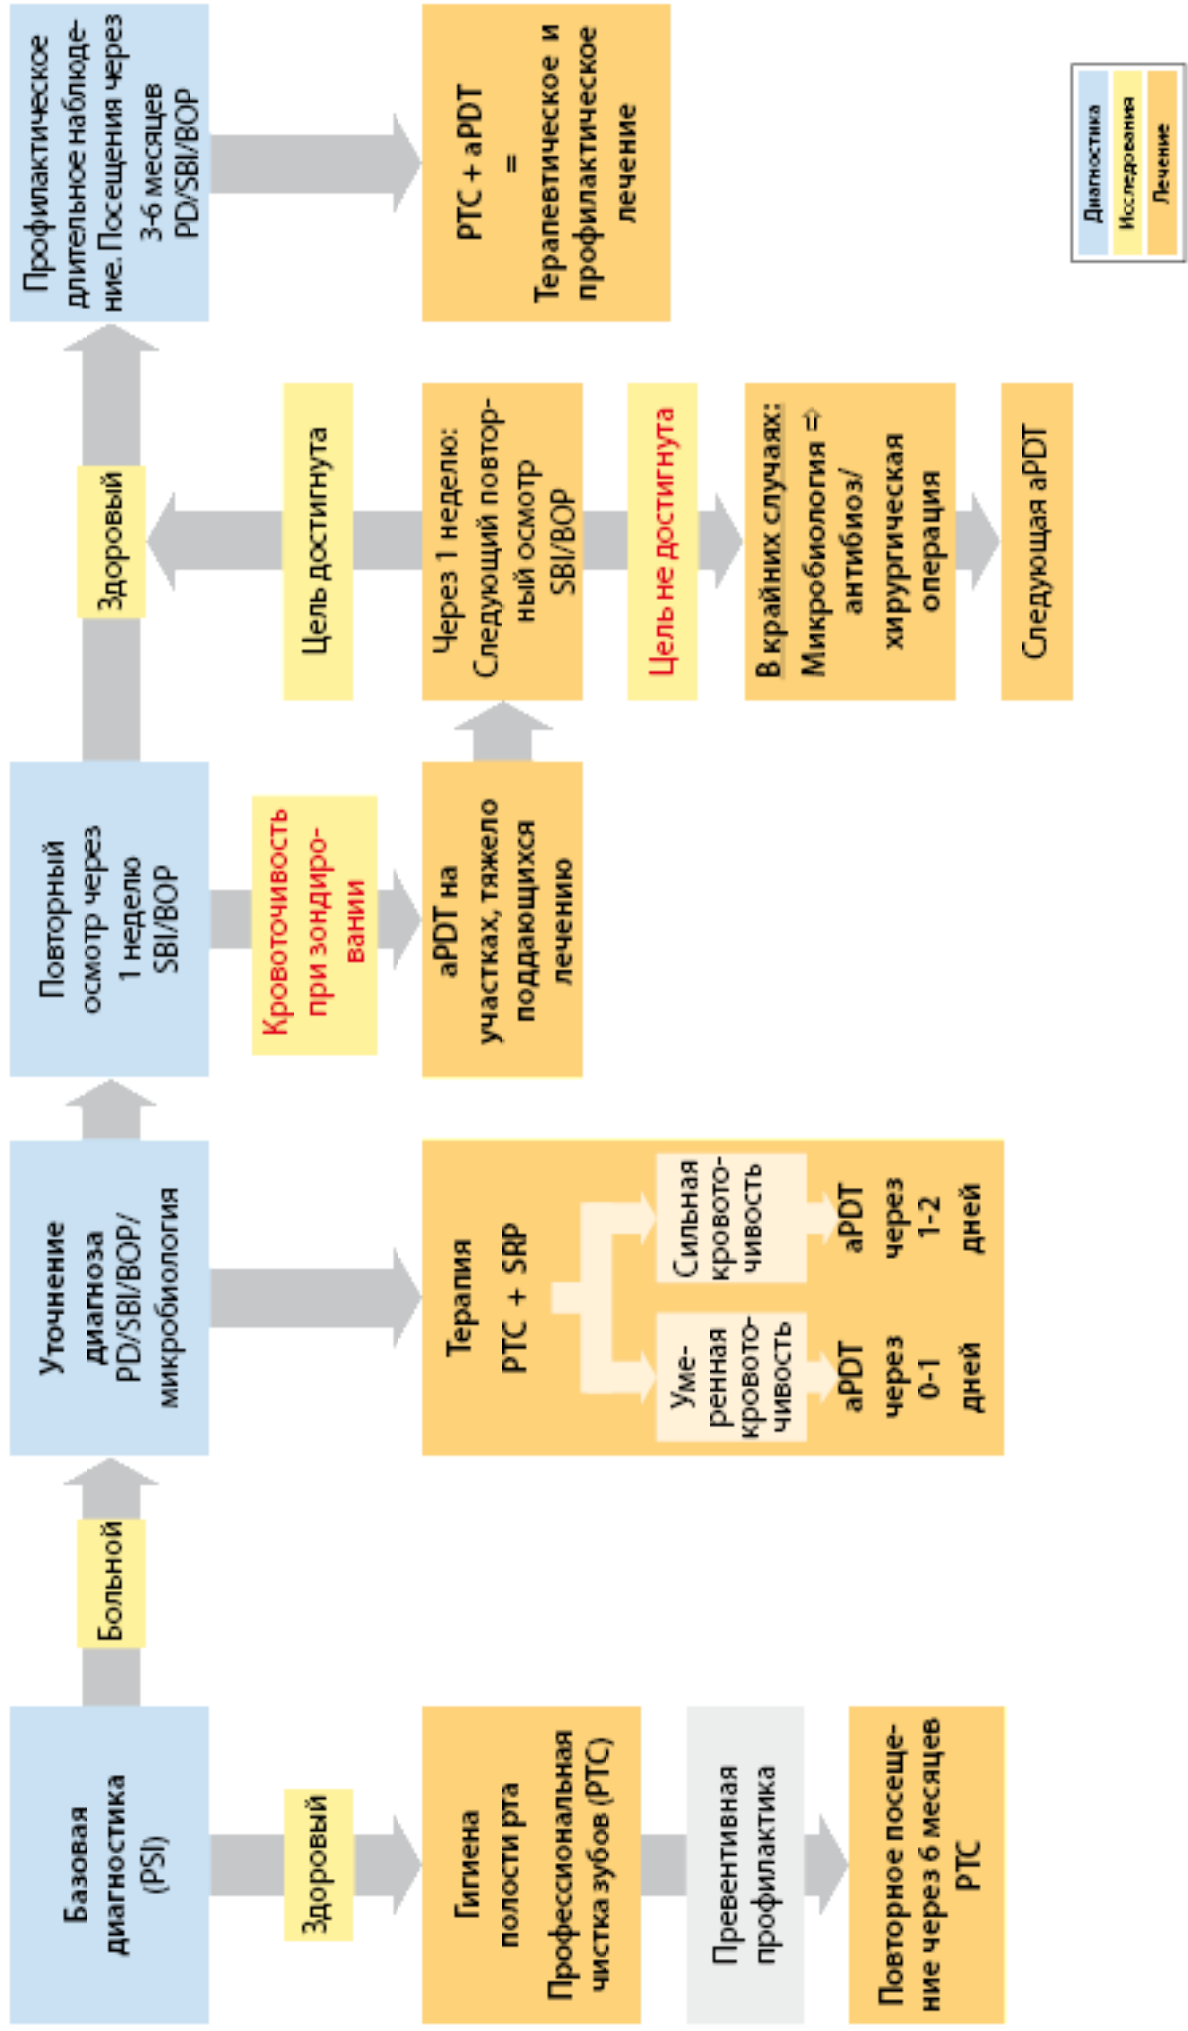 Базовая
диагностика
(PSI)
Больной
Уточнение
диагноза
PD/SBI/BOP/
микробиология
Повторный
осмотр через
1 неделю
SBI/BOP
Здоровый
Профилактическое
длительное наблюде-
ние. Посещения через
3-6 месяцев
PD/SBI/BOP
Здоровый
Гигиена
полости рта
Профессиональная
чистка зубов (PTC)
Превентивная
профилактика
Повторное посеще-
ние через 6 месяцев
PTC
Терапия
PTC + SRP
Уме-
ренная
кровото-
чивость
aPDT
через
0-1
дней
Сильная
кровото-
чивость
aPDT
через
1-2
дней
Кровоточивость
при зондиро-
вании
aPDT на
участках, тяжело
поддающихся
лечению
Цель достигнута
Через 1 неделю:
Следующий повтор-
ный осмотр
SBI/BOP
Цель не достигнута
В крайних случаях:
Микробиология ⇨
антибиоз/
хирургическая
операция
Следующая aPDT
PTC + aPDT
=
Терапевтическое и
профилактическое
лечение
Диагностика
Исследования
Лечение